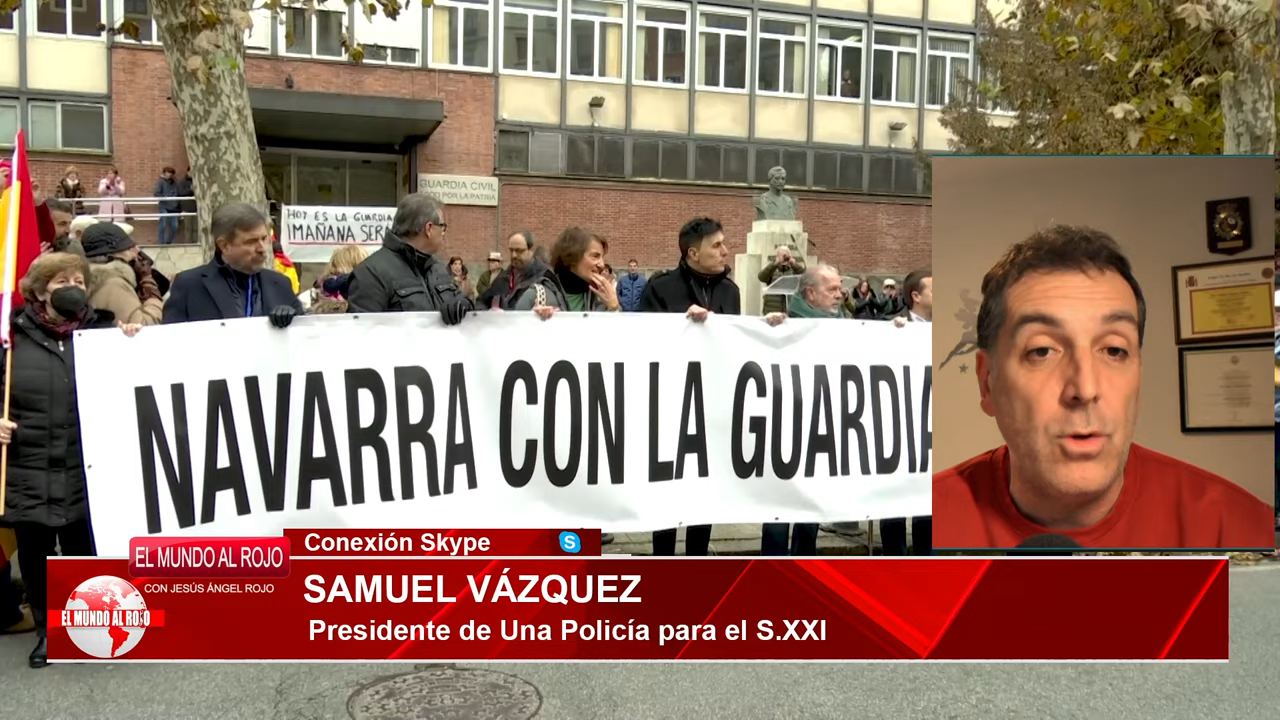 GUARDIA CIVIL
HOY ES LA GUARDIA
¡MAÑANA SERÁ
NAVARRA CON LA GUARDIA
Conexión Skype
EL MUNDO AL ROJO
CON JESÚS ÁNGEL ROJO
SAMUEL VÁZQUEZ
EL MUNDO AL ROJO
Presidente de Una Policía para el S.XXI